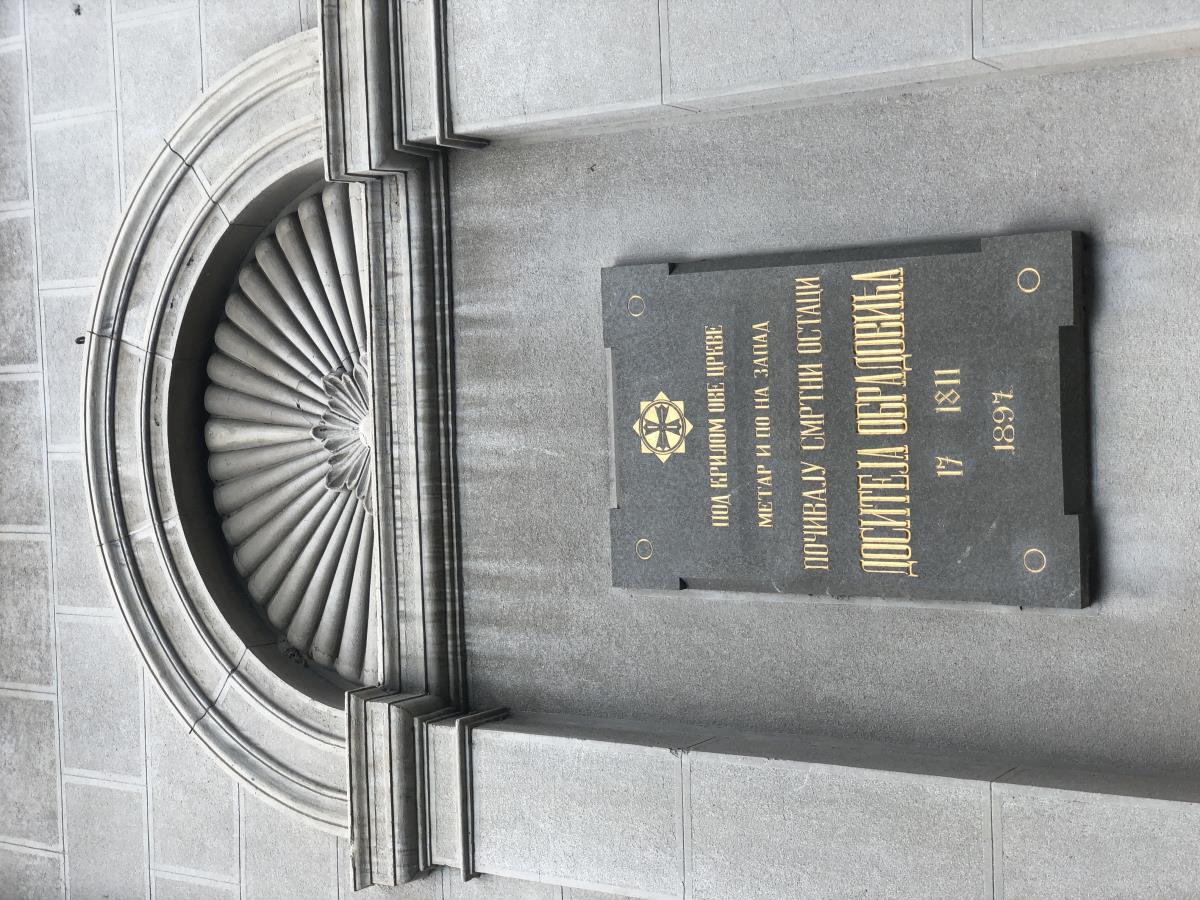 ПОД КРИЛОМ ОВЕ ЦРКВЕ
МЕТАР И ПО НА ЗАПАД
ПОЧИВАЈУ СМРТНИ ОСТАЦИ
ДОСИТЕЈА ОБРАДОВИЋА
17 1811
1897